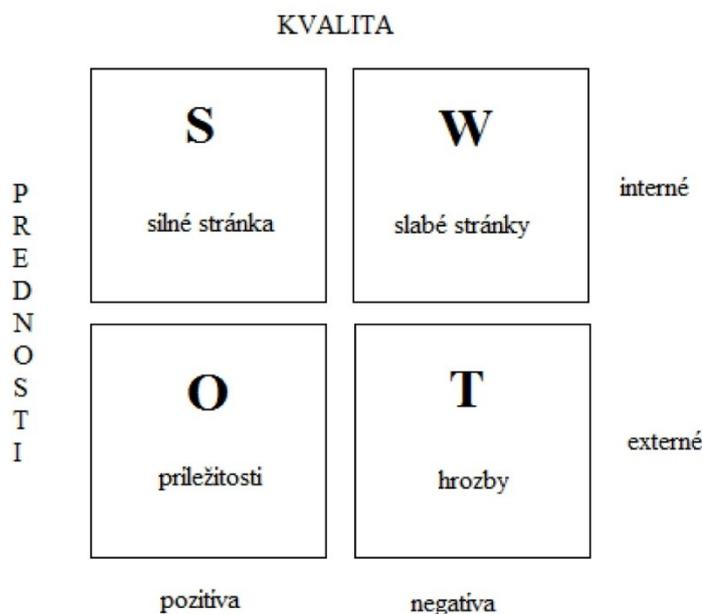 KVALITA
S
W
silné stránka
slabé stránky
interné
P
R
E
D
N
O
S
T
I
O
T
príležitosti
hrozby
externé
pozitíva
negatíva